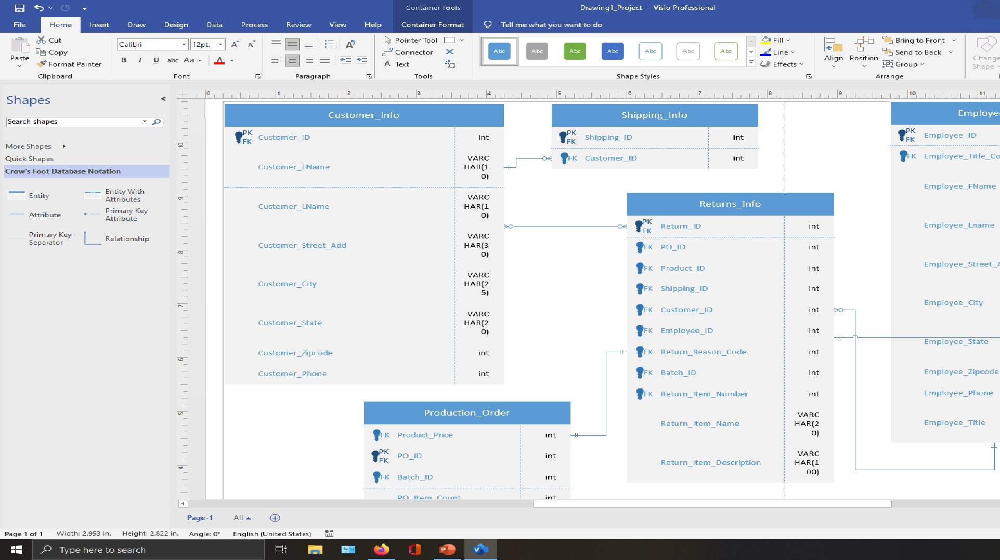 Container Tools
Drawing1_Project - Visio Professional
File Home Insert Draw Design Data Process Review View Help Container Format Tell me what you want to do
Paste
Cut
Copy
Format Painter
Clipboard
Calibri 12pt.
B I U abc Aa A
Font
Paragraph
Pointer Tool
Connector
A Text
Tools
Abc Abc Abc Abc Abc Abc Abc
Shape Styles
Fill
Line
Effects
Align
Position
Bring to Front
Send to Back
Group
Arrange
Change
Shape
Shapes
Search shapes
More Shapes
Quick Shapes
Crow's Foot Database Notation
Entity
Entity With
Attributes
Attribute
Primary Key
Attribute
Primary Key
Separator
Relationship
0 1 2 3 4 5 6 7 8 9 10 11
10
9
8
7
6
5
4
Customer_Info
PK
FK
Customer_ID int
Customer_FName
VARC
HAR(1
0)
Customer_LName
VARC
HAR(1
0)
Customer_Street_Add
VARC
HAR(3
0)
Customer_City
VARC
HAR(2
5)
Customer_State
VARC
HAR(2
0)
Customer_Zipcode int
Customer_Phone int
Shipping_Info
PK
FK
Shipping_ID int
FK Customer_ID int
Returns_Info
PK
FK
Return_ID int
FK PO_ID int
FK Product_ID int
FK Shipping_ID int
FK Customer_ID int
FK Employee_ID int
FK Return_Reason_Code int
FK Batch_ID int
FK Return_Item_Number int
Return_Item_Name
VARC
HAR(2
0)
Return_Item_Description
VARC
HAR(1
00)
Production_Order
FK Product_Price int
PK
FK
PO_ID int
FK Batch_ID int
PO_Item_Count int
Employe
PK
FK
Employee_ID
FK Employee_Title_Co
Employee_FName
Employee_Lname
Employee_Street_A
Employee_City
Employee_State
Employee_Zipcode
Employee_Phone
Employee_Title
Page-1 All
Page 1 of 1 Width: 2.953 in. Height: 2.822 in. Angle: 0° English (United States)
Type here to search